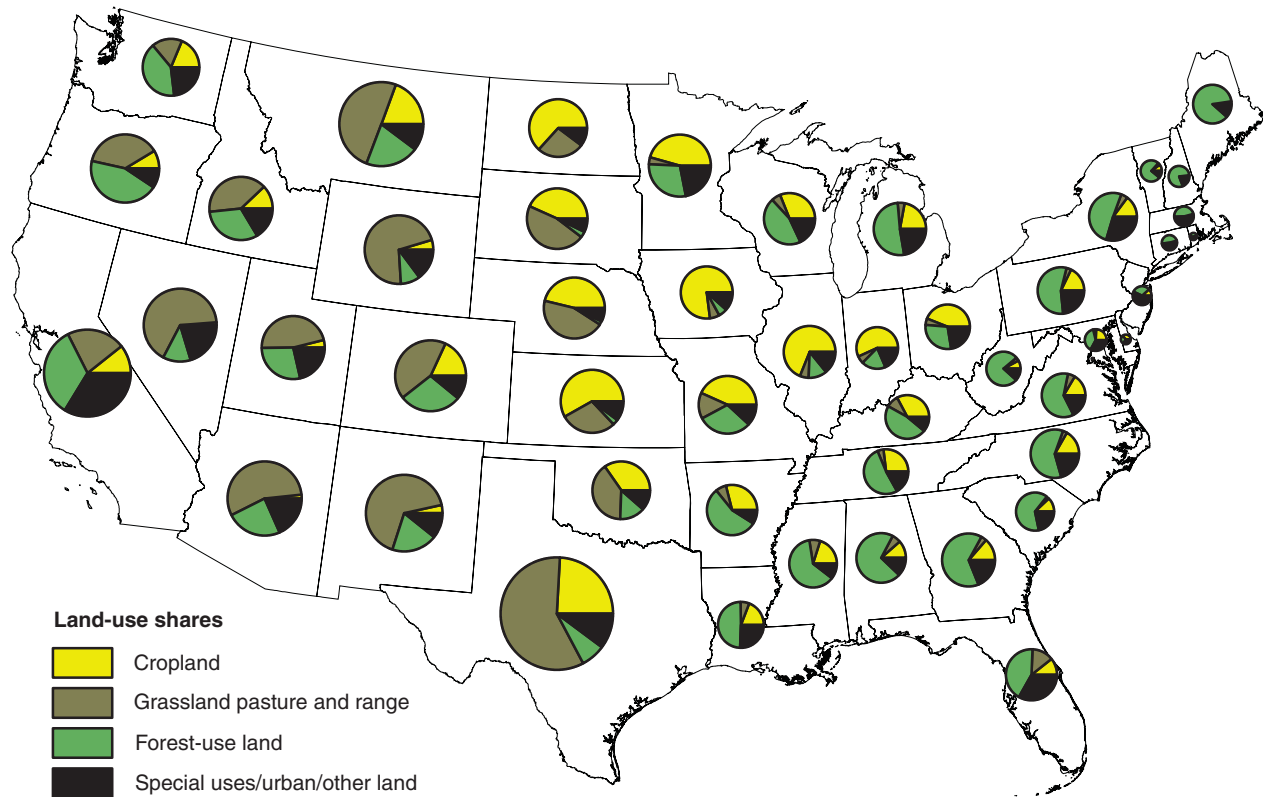 Land-use shares
Cropland
Grassland pasture and range
Forest-use land
Special uses/urban/other land